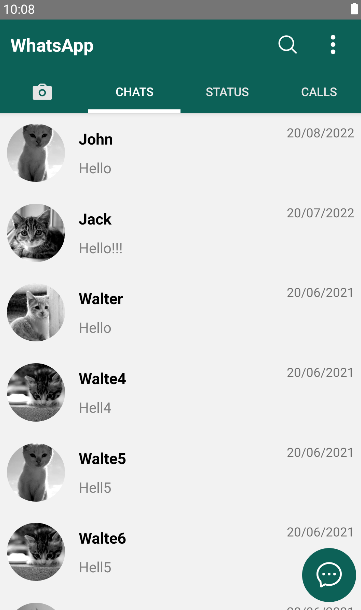 10:08
WhatsApp
CHATS STATUS CALLS
John 20/08/2022
Hello
Jack 20/07/2022
Hello!!!
Walter 20/06/2021
Hello
Walte4 20/06/2021
Hell4
Walte5 20/06/2021
Hell5
Walte6 20/06/2021
Hell5